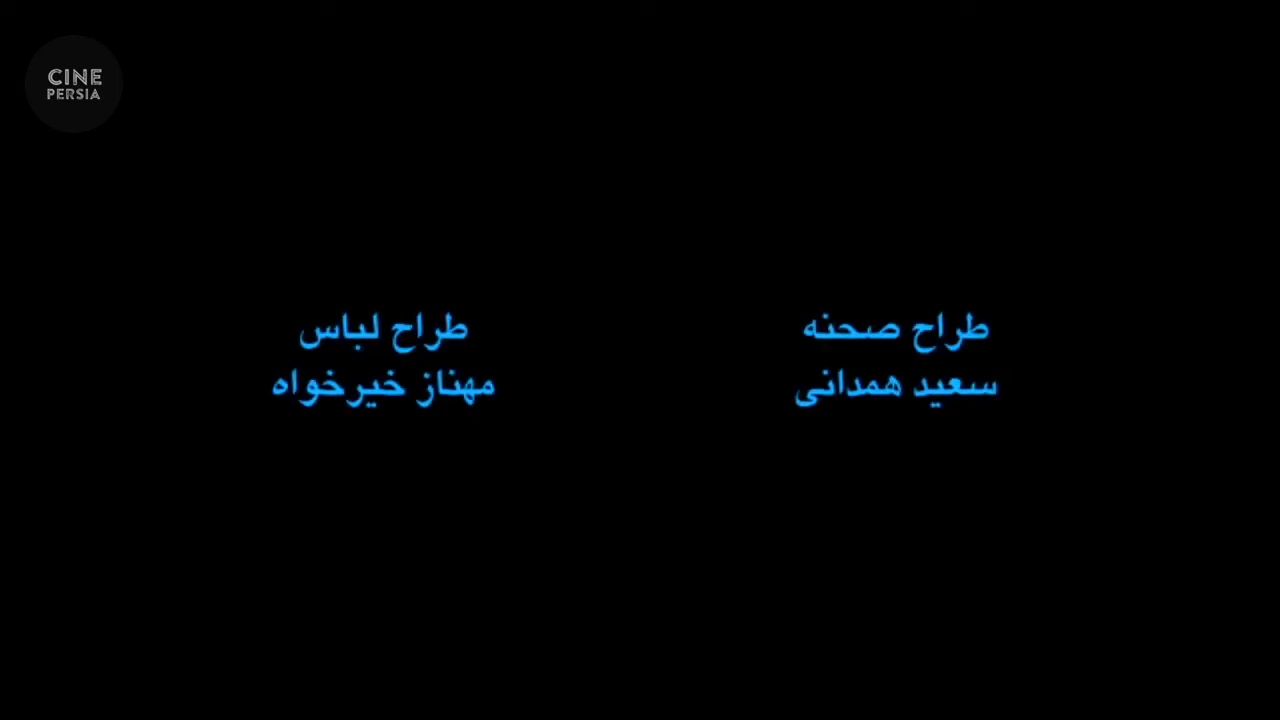 CINE
PERSIA
طراح صحنه
سعید همدانی
طراح لباس
مهناز خیرخواه